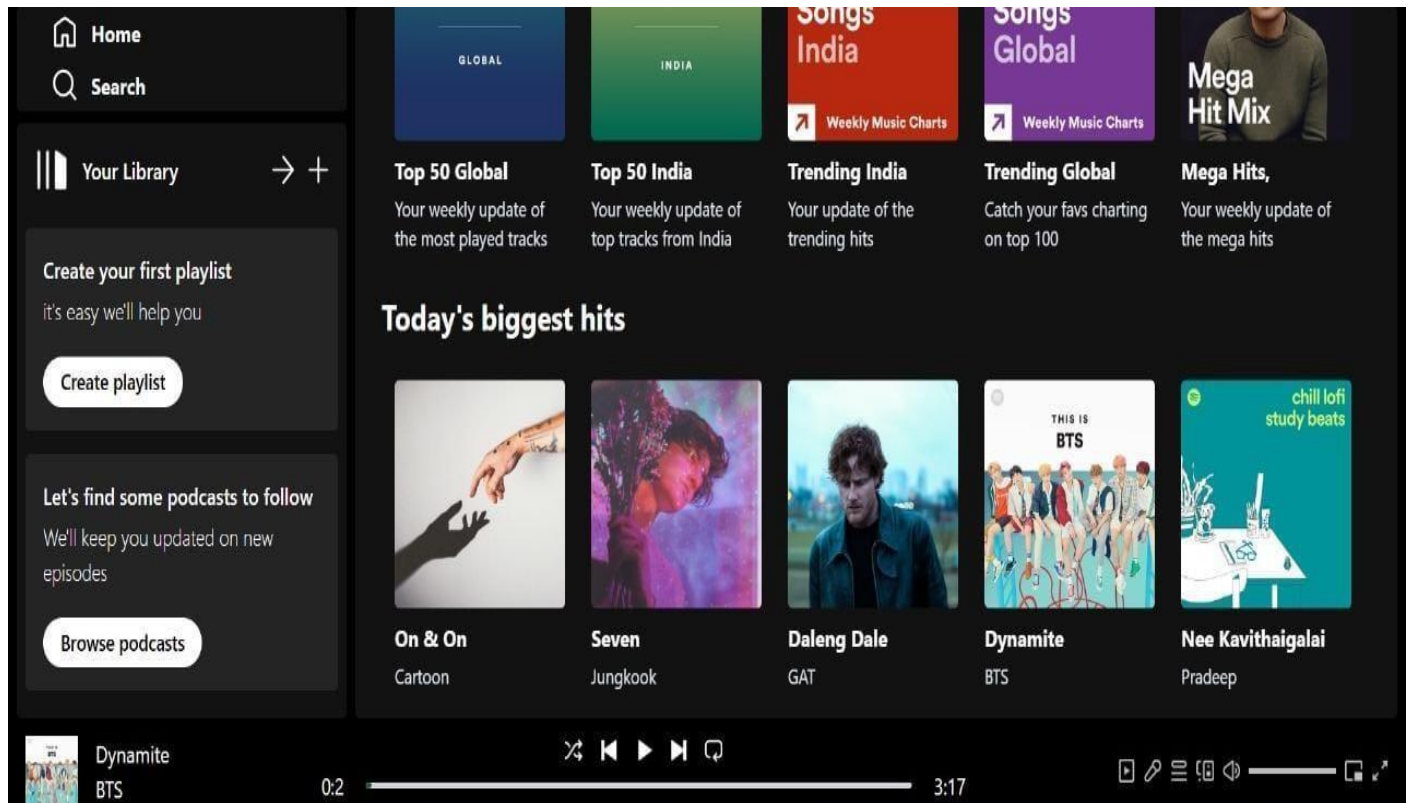 Home
Search
Your Library
Create your first playlist
it's easy we'll help you
Create playlist
Let's find some podcasts to follow
We'll keep you updated on new
episodes
Browse podcasts
GLOBAL
INDIA
Songs
India
Weekly Music Charts
Songs
Global
Weekly Music Charts
Mega
Hit Mix
Top 50 Global
Your weekly update of
the most played tracks
Top 50 India
Your weekly update of
top tracks from India
Trending India
Your update of the
trending hits
Trending Global
Catch your favs charting
on top 100
Mega Hits,
Your weekly update of
the mega hits
Today's biggest hits
THIS IS
BTS
chill lofi
study beats
On & On
Cartoon
Seven
Jungkook
Daleng Dale
GAT
Dynamite
BTS
Nee Kavithaigalai
Pradeep
Dynamite
BTS
0:2
3:17